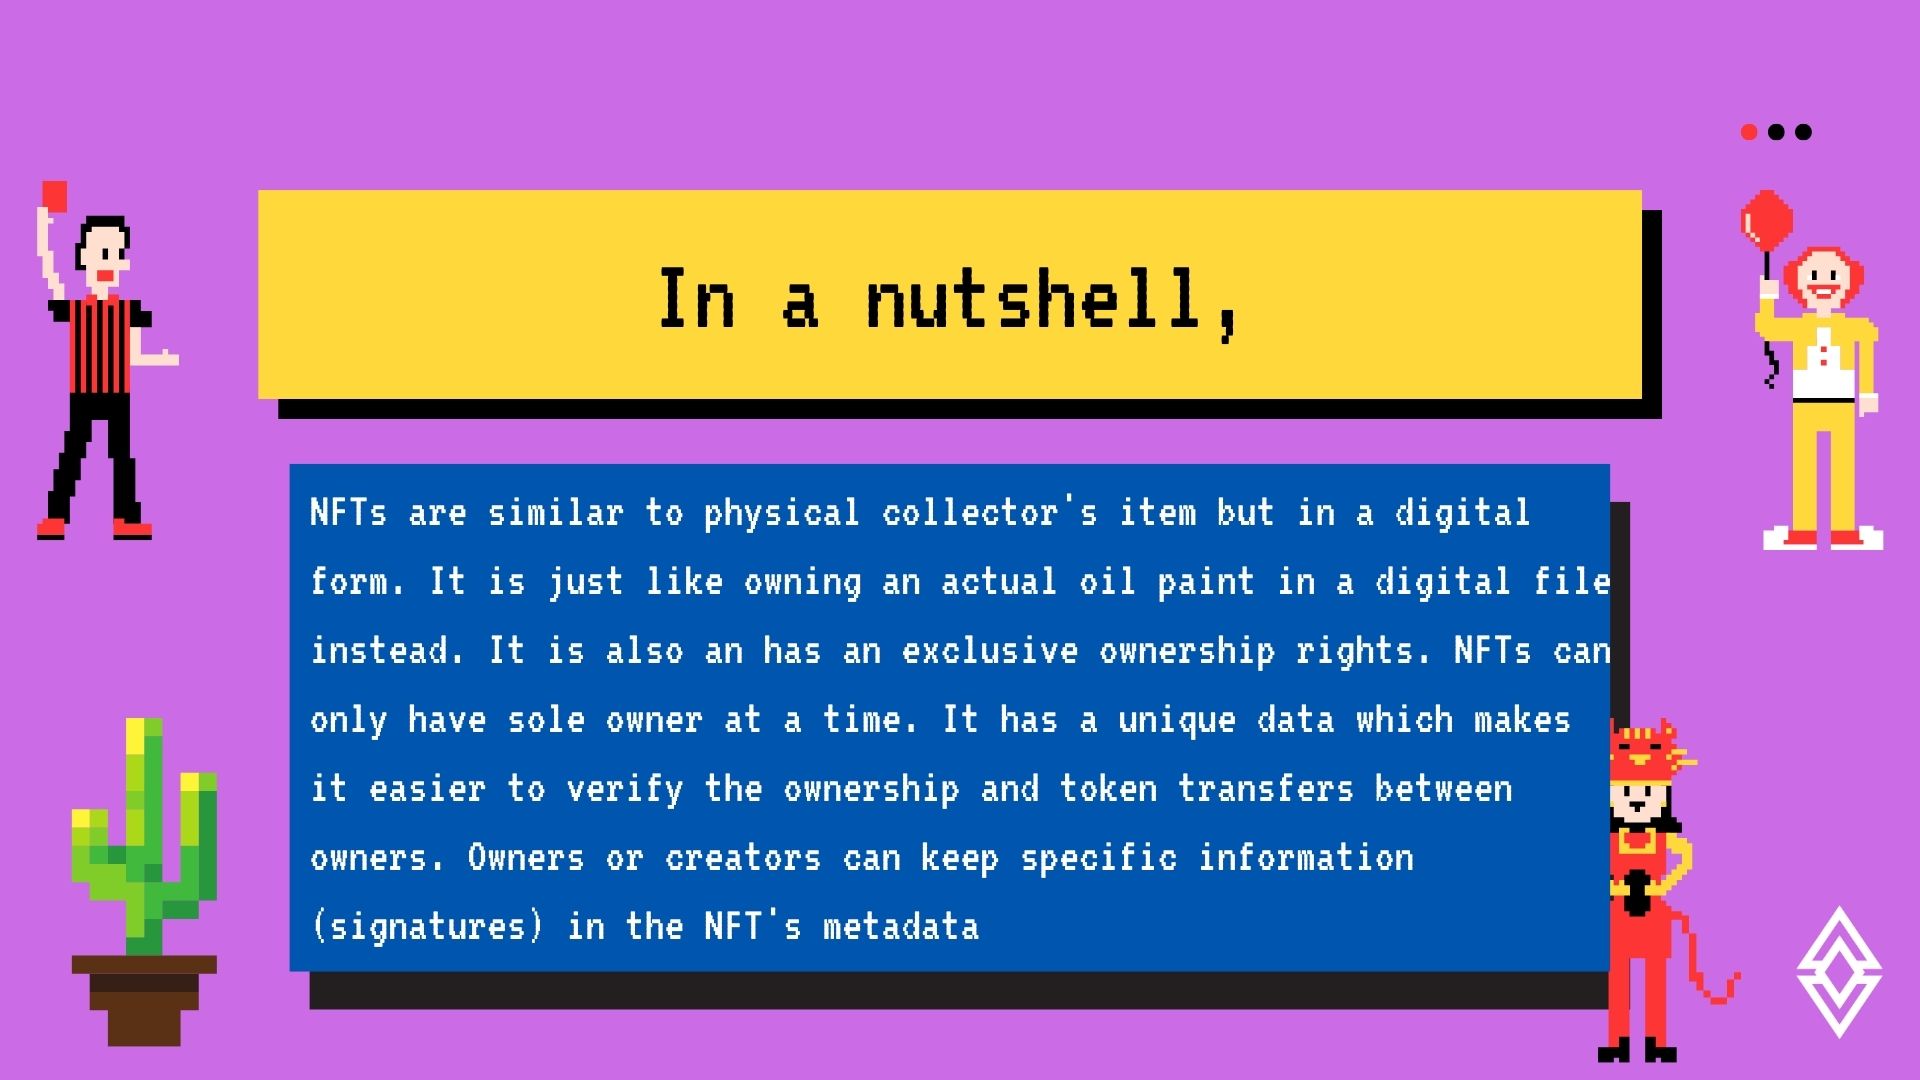 In a nutshell,
NFTs are similar to physical collector's item but in a digital
form. It is just like owning an actual oil paint in a digital file
instead. It is also an has an exclusive ownership rights. NFTs can
only have sole owner at a time. It has a unique data which makes
it easier to verify the ownership and token transfers between
owners. Owners or creators can keep specific information
(signatures) in the NFT's metadata